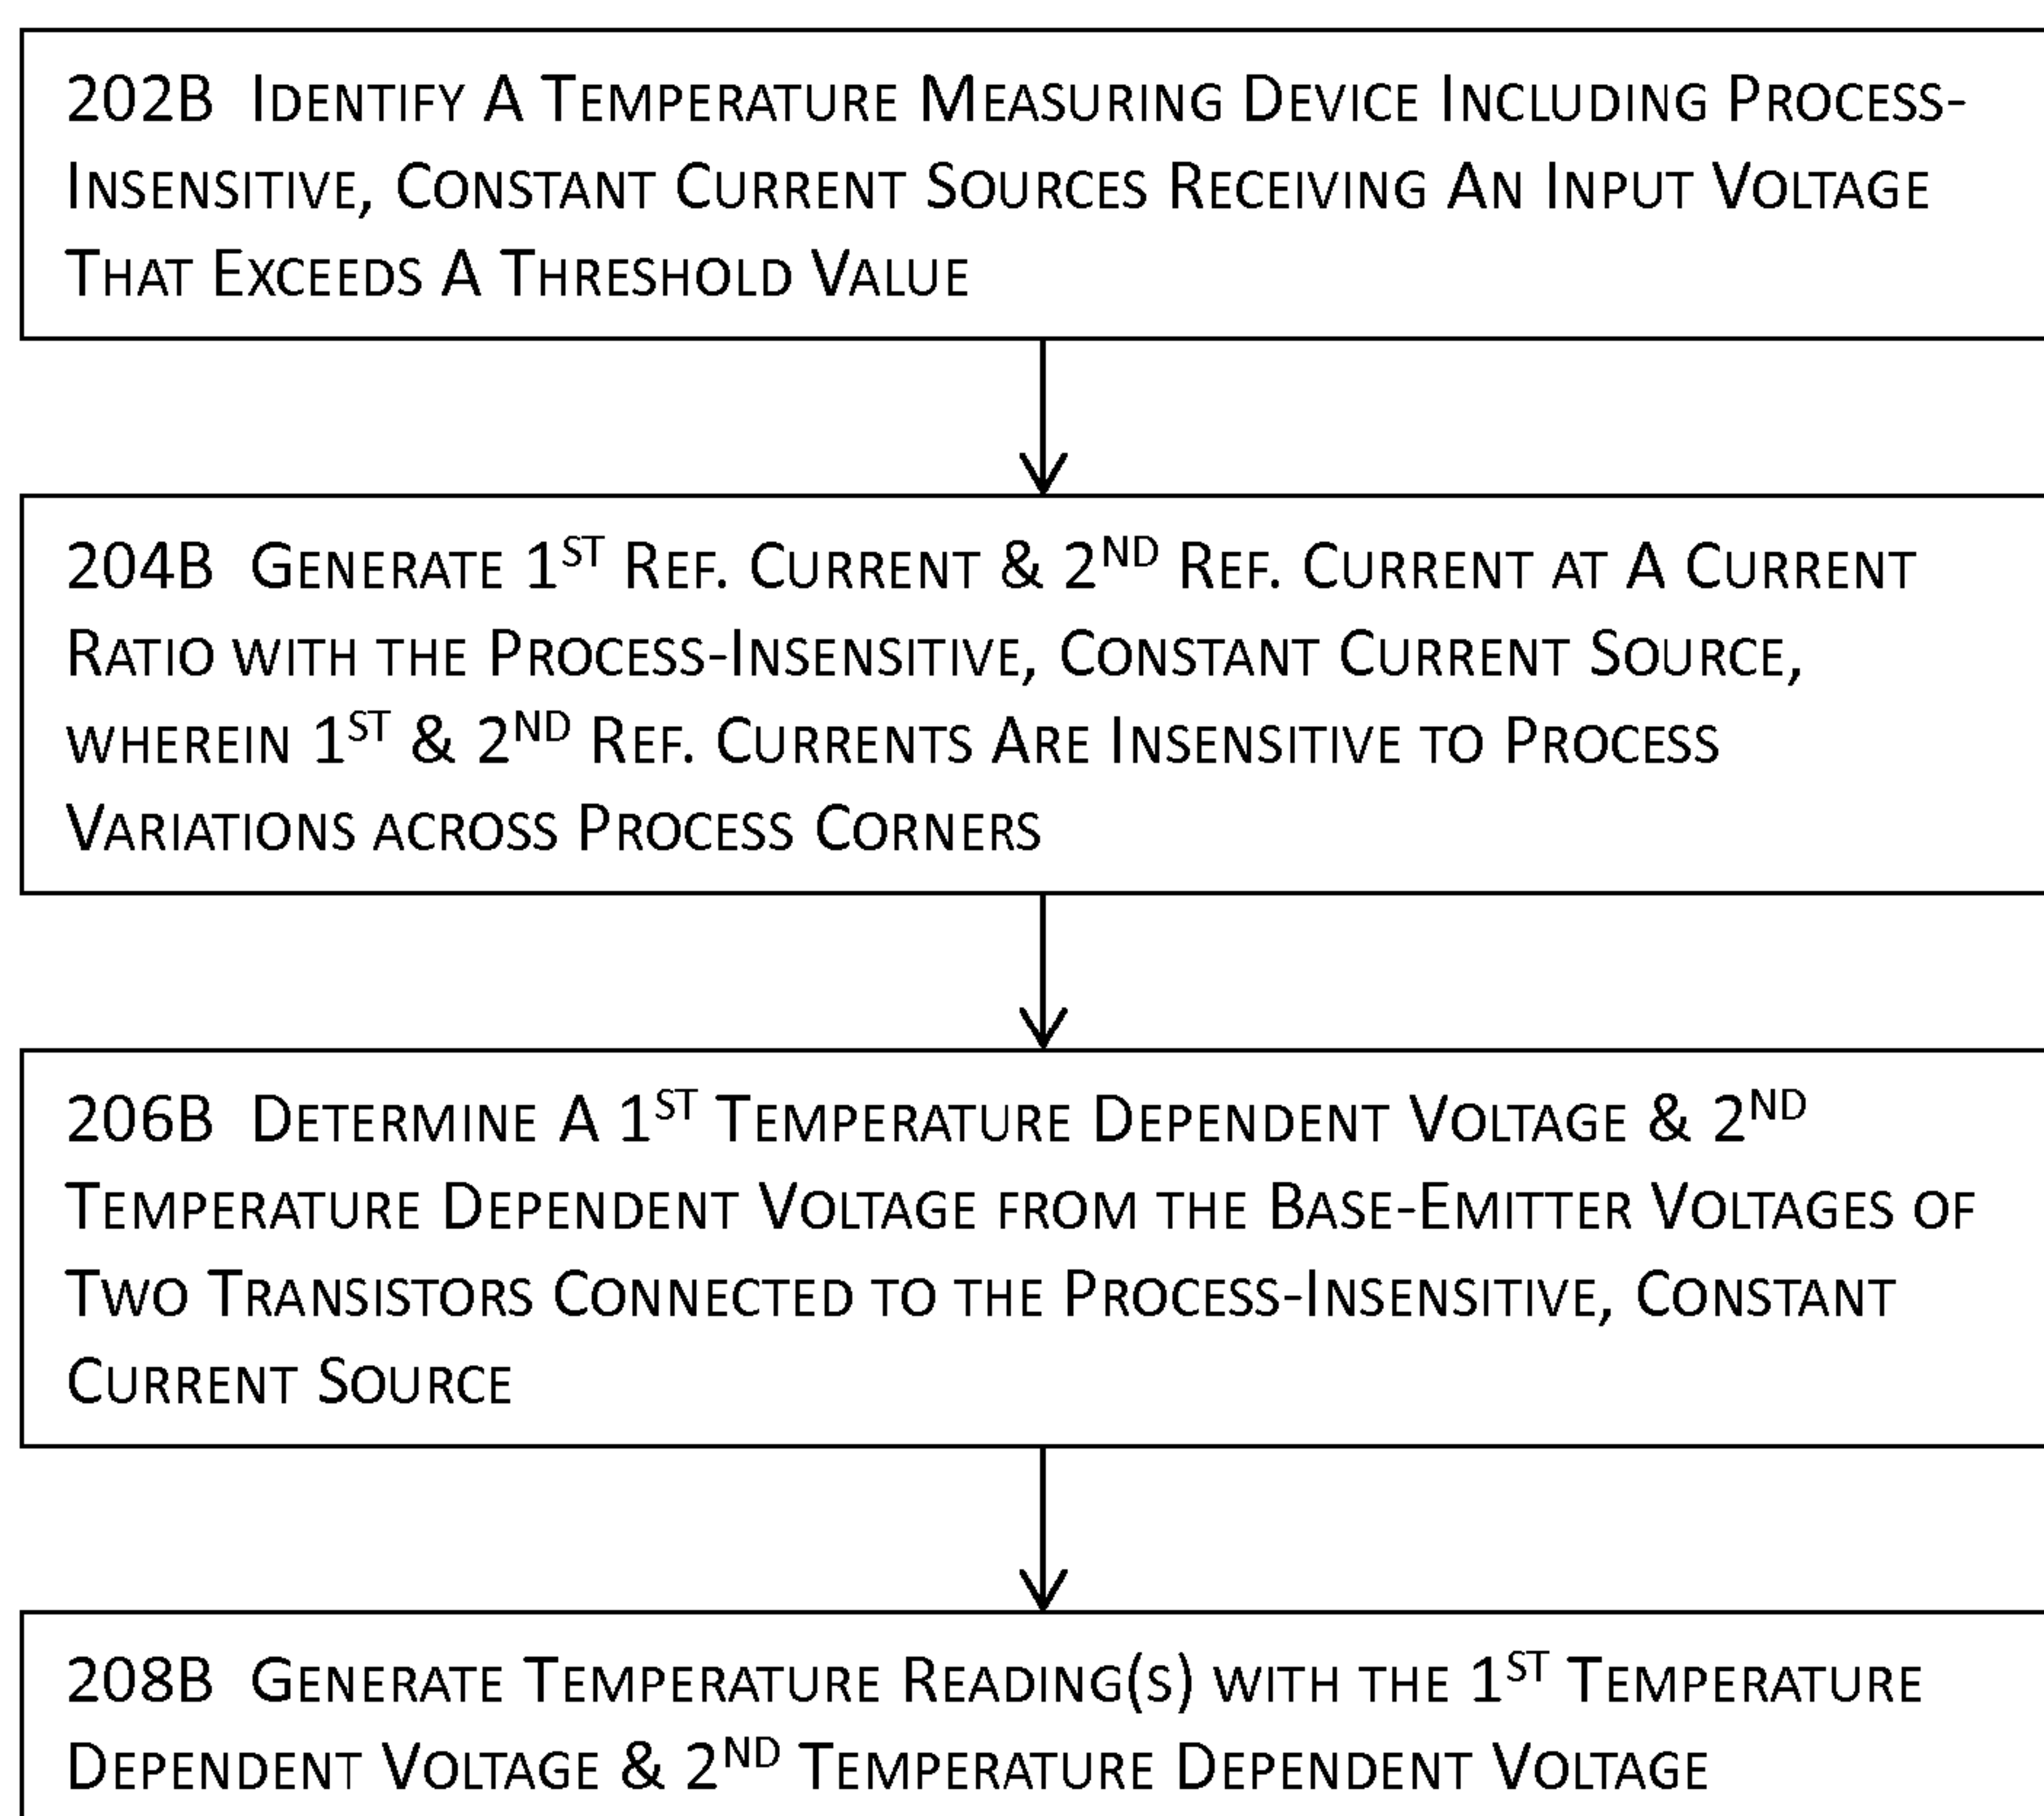 202B Identify A Temperature Measuring Device Including Process-
Insensitive, Constant Current Sources Receiving An Input Voltage
That Exceeds A Threshold Value
204B Generate 1ST Ref. Current & 2ND Ref. Current at A Current
Ratio with the Process-Insensitive, Constant Current Source,
wherein 1ST & 2ND Ref. Currents Are Insensitive to Process
Variations across Process Corners
206B Determine A 1ST Temperature Dependent Voltage & 2ND
Temperature Dependent Voltage from the Base-Emitter Voltages of
Two Transistors Connected to the Process-Insensitive, Constant
Current Source
208B Generate Temperature Reading(s) with the 1ST Temperature
Dependent Voltage & 2ND Temperature Dependent Voltage